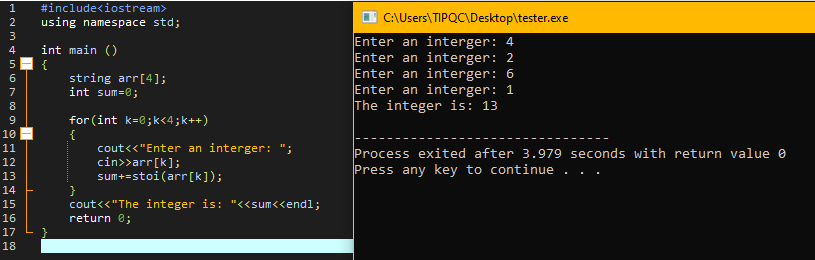 1 #include<iostream>
2 using namespace std;
3
4 int main ()
5 {
6 string arr[4];
7 int sum=0;
8
9 for(int k=0;k<4;k++)
10 {
11 cout<<"Enter an interger: ";
12 cin>>arr[k];
13 sum+=stoi(arr[k]);
14 }
15 cout<<"The integer is: "<<sum<<endl;
16 return 0;
17 }
18
C:\Users\TIPQC\Desktop\tester.exe
Enter an interger: 4
Enter an interger: 2
Enter an interger: 6
Enter an interger: 1
The integer is: 13
--------------------------------
Process exited after 3.979 seconds with return value 0
Press any key to continue . . .